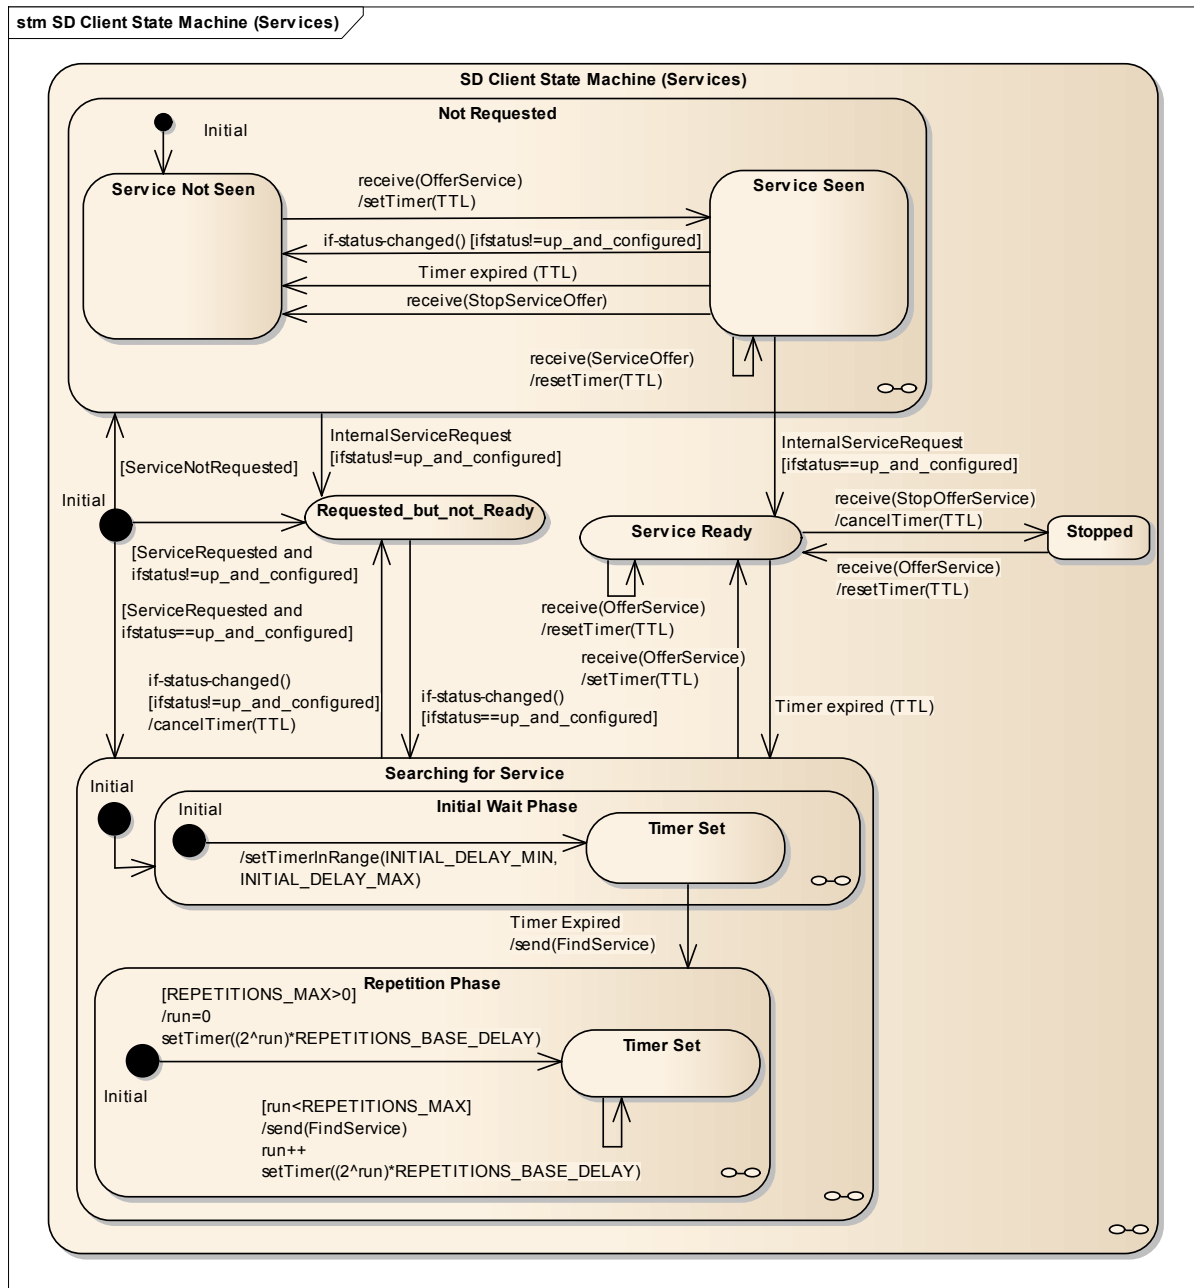 stm SD Client State Machine (Services)
SD Client State Machine (Services)
Not Requested
Initial
Service Not Seen
Service Seen
receive(OfferService)
/setTimer(TTL)
if-status-changed() [ifstatus!=up_and_configured]
Timer expired (TTL)
receive(StopServiceOffer)
receive(ServiceOffer)
/resetTimer(TTL)
InternalServiceRequest
[ifstatus!=up_and_configured]
InternalServiceRequest
[ifstatus==up_and_configured]
[ServiceNotRequested]
Initial
Requested_but_not_Ready
Service Ready
receive(StopOfferService)
/cancelTimer(TTL)
Stopped
receive(OfferService)
/resetTimer(TTL)
[ServiceRequested and
ifstatus!=up_and_configured]
[ServiceRequested and
ifstatus==up_and_configured]
receive(OfferService)
/resetTimer(TTL)
receive(OfferService)
/setTimer(TTL)
if-status-changed()
[ifstatus!=up_and_configured]
/cancelTimer(TTL)
if-status-changed()
[ifstatus==up_and_configured]
Timer expired (TTL)
Searching for Service
Initial
Initial Wait Phase
Initial
Timer Set
/setTimerInRange(INITIAL_DELAY_MIN,
INITIAL_DELAY_MAX)
Timer Expired
/send(FindService)
Repetition Phase
[REPETITIONS_MAX>0]
/run=0
setTimer((2^run)*REPETITIONS_BASE_DELAY)
Timer Set
Initial
[run<REPETITIONS_MAX]
/send(FindService)
run++
setTimer((2^run)*REPETITIONS_BASE_DELAY)